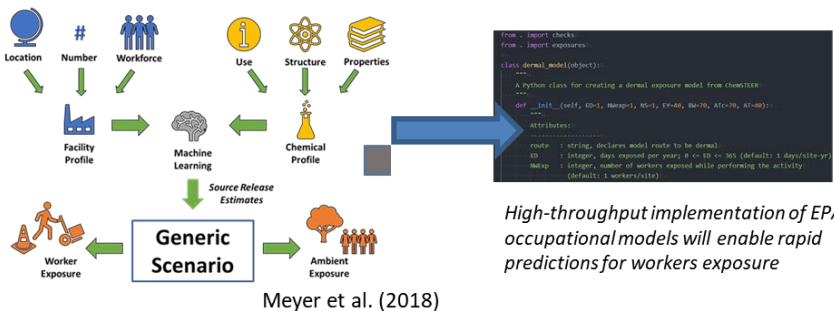 Location
#
Number
Workforce
Use
Structure
Properties
Facility
Profile
Machine
Learning
Chemical
Profile
Source Release
Estimates
Generic
Scenario
Worker
Exposure
Ambient
Exposure
Meyer et al. (2018)
from . import checks
from . import exposures
class dermal_model(object):
"""
A Python class for creating a dermal exposure model from ChemSTEER
"""
def __init__(self, ED=1, NWexp=1, NS=1, EY=40, BW=70, ATc=70, AT=40):
"""
Attributes:
--------------------
route : string, declares model route to be dermal
ED : integer, days exposed per year; 0 <= ED <= 365 (default: 1 days/site-yr)
NWExp : integer, number of workers exposed while performing the activity
(default: 1 workers/site)
High-throughput implementation of EPA
occupational models will enable rapid
predictions for workers exposure